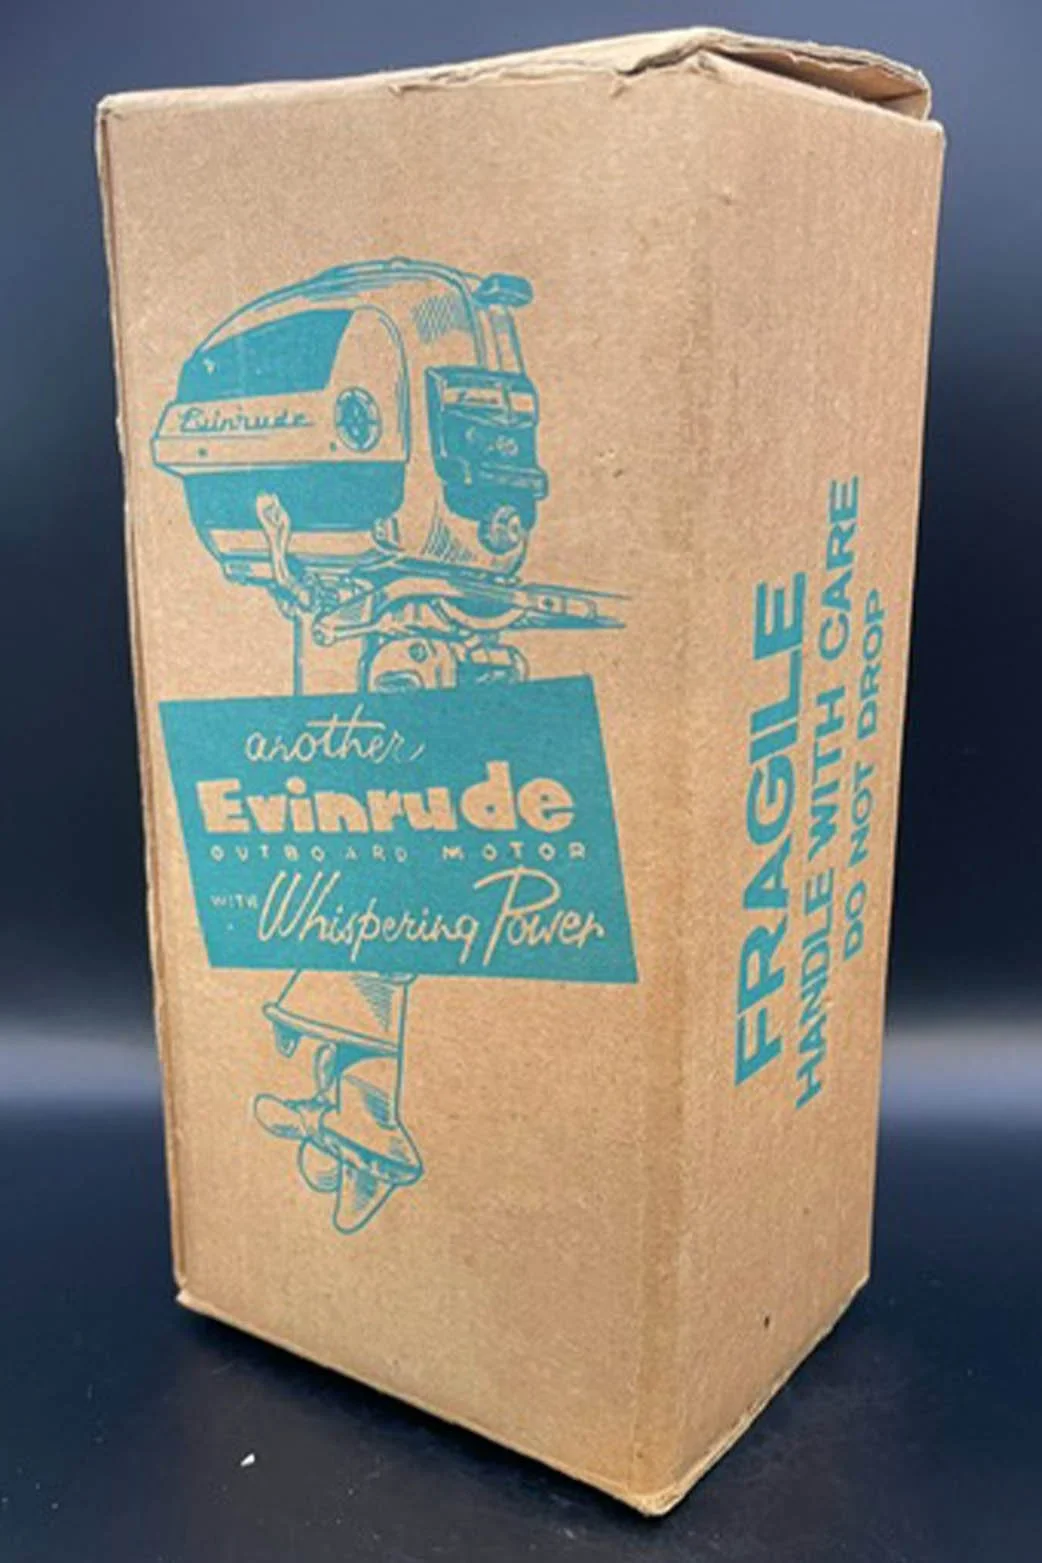 Evinrude
another
Evinrude
OUTBOARD MOTOR
WITH Whispering Power
FRAGILE
HANDLE WITH CARE
DO NOT DROP